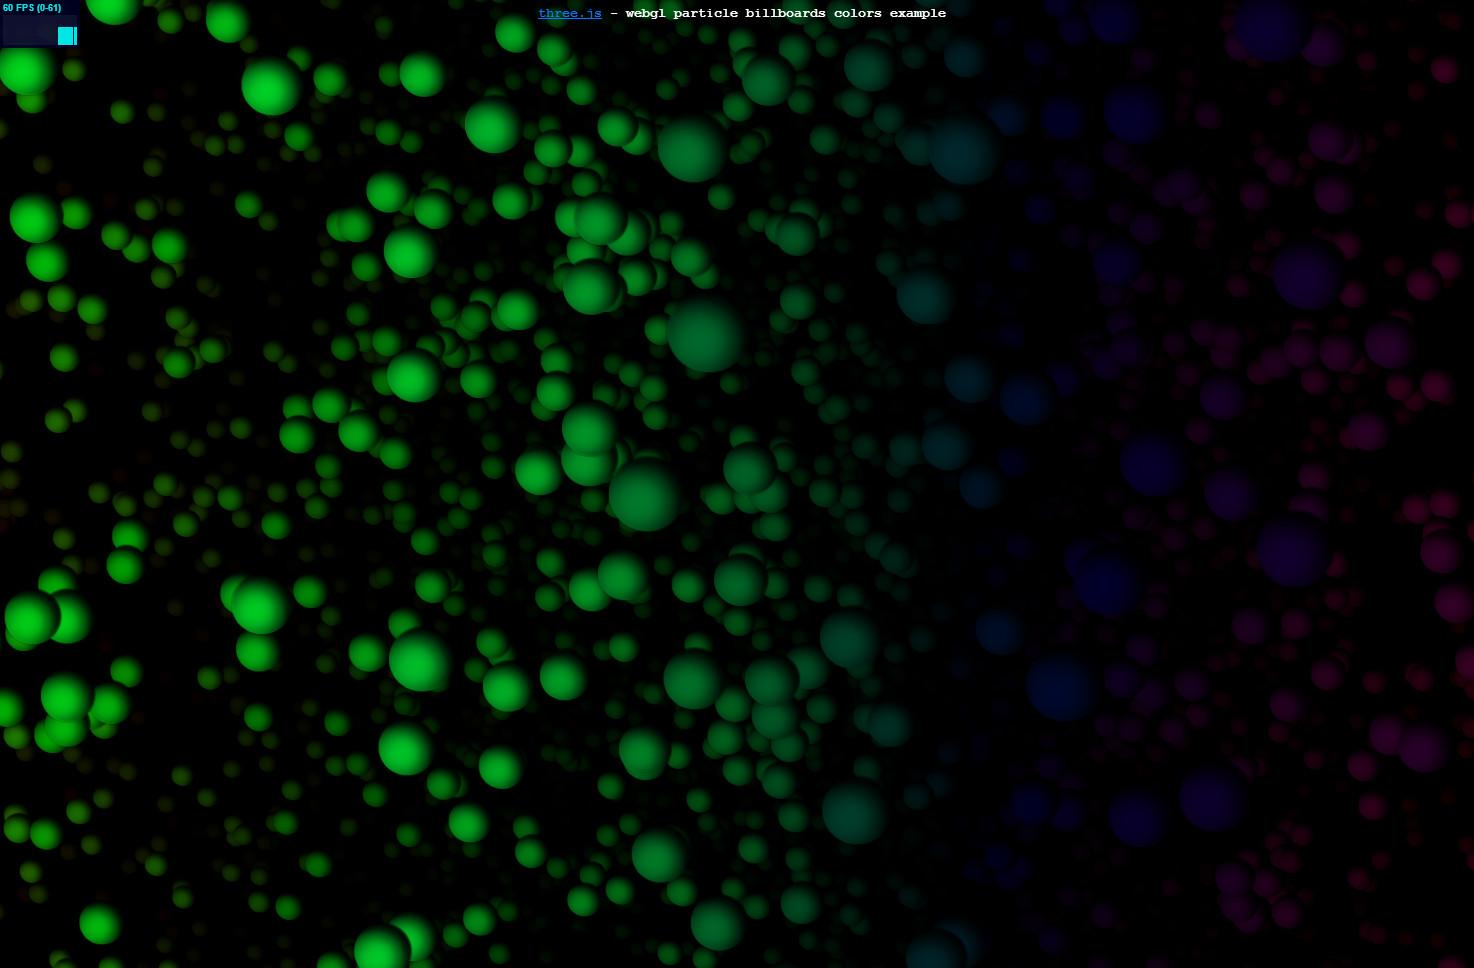 60 FPS (0-61)
three.js - webgl particle billboards colors example